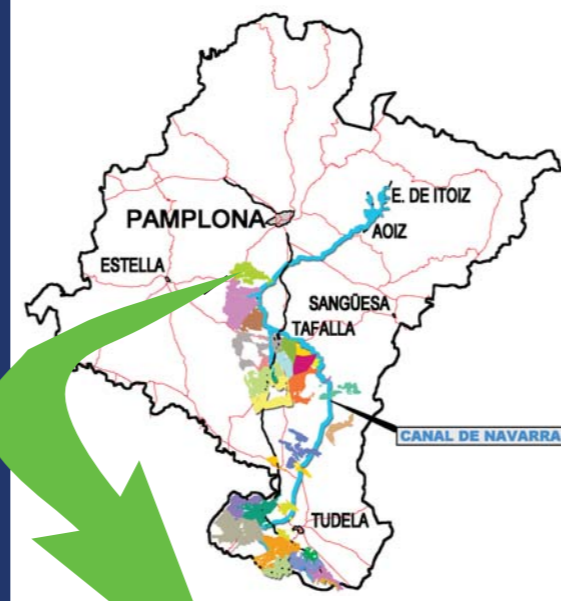 E. DE ITOIZ
PAMPLONA
AOIZ
ESTELLA
SANGÜESA
TAFALLA
CANAL DE NAVARRA
TUDELA